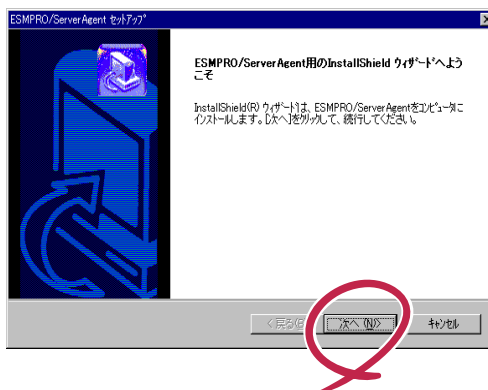 ESMPRO/ServerAgent ｾｯﾄｱｯﾌﾟ
ESMPRO/ServerAgent用のInstallShield ｳｨｻﾞｰﾄﾞへよう
こそ
InstallShield(R) ｳｨｻﾞｰﾄﾞは、ESMPRO/ServerAgentをｺﾝﾋﾟｭｰﾀに
ｲﾝｽﾄｰﾙします。[次へ]をｸﾘｯｸして、続行してください。
< 戻る(B)
次へ (N)>
ｷｬﾝｾﾙ